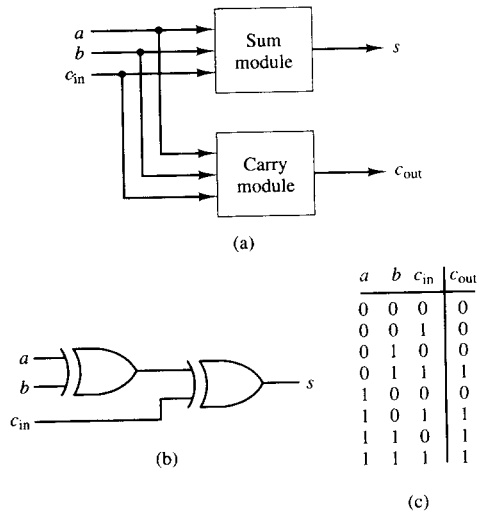 a
b
c_in
Sum
module
s
Carry
module
c_out
(a)
a
b
c_in
s
(b)
a b c_in c_out
0 0 0 0
0 0 1 0
0 1 0 0
0 1 1 1
1 0 0 0
1 0 1 1
1 1 0 1
1 1 1 1
(c)